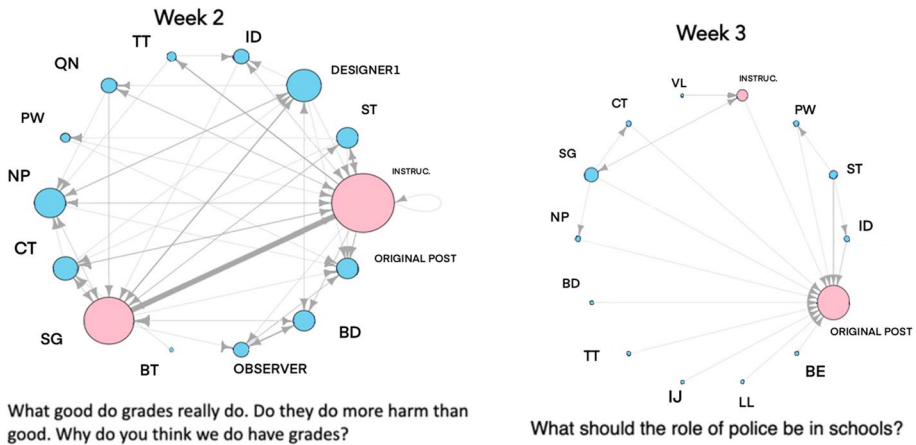 Week 2
TT
ID
QN
DESIGNER1
ST
PW
INSTRUC.
NP
CT
ORIGINAL POST
SG
BD
BT
OBSERVER
What good do grades really do. Do they do more harm than
good. Why do you think we do have grades?
Week 3
VL
INSTRUC.
CT
PW
SG
ST
NP
ID
BD
ORIGINAL POST
TT
BE
IJ
LL
What should the role of police be in schools?